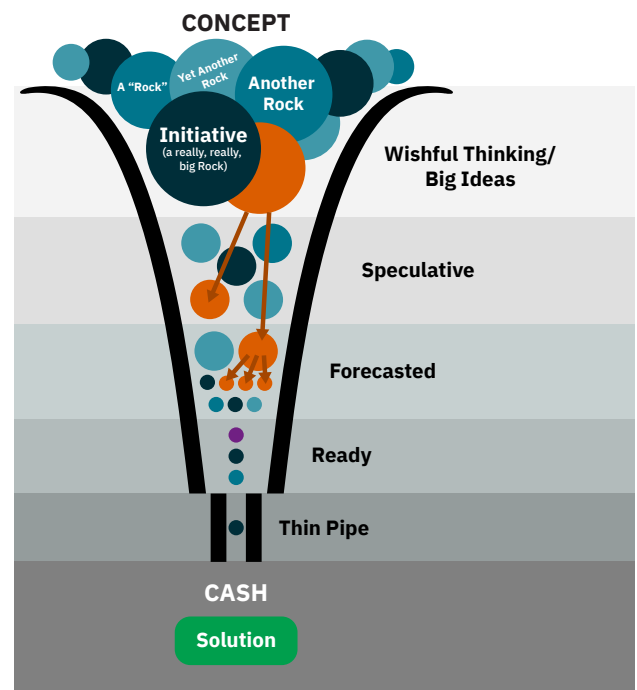 CONCEPT
A “Rock”
Yet Another
Rock
Another
Rock
Initiative
(a really, really,
big Rock)
Wishful Thinking/
Big Ideas
Speculative
Forecasted
Ready
Thin Pipe
CASH
Solution